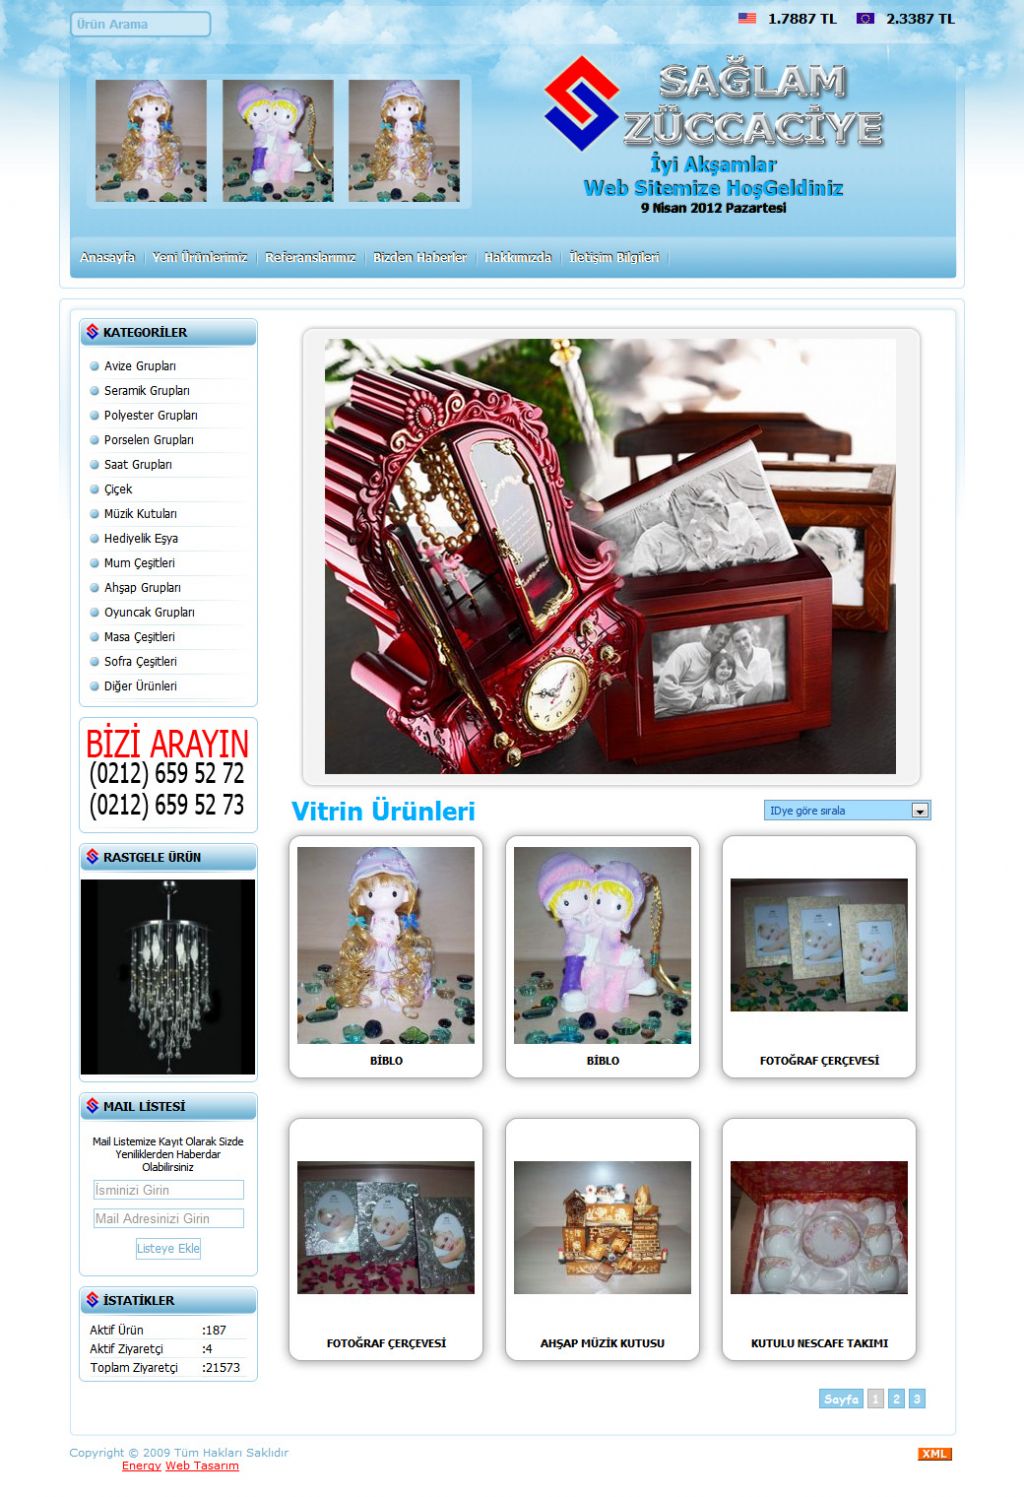 Ürün Arama
1.7887 TL
2.3387 TL
SAĞLAM
ZÜCCACİYE
İyi Akşamlar
Web Sitemize HoşGeldiniz
9 Nisan 2012 Pazartesi
Anasayfa
Yeni Ürünlerimiz
Referanslarımız
Bizden Haberler
Hakkımızda
İletişim Bilgileri
KATEGORİLER
Avize Grupları
Seramik Grupları
Polyester Grupları
Porselen Grupları
Saat Grupları
Çiçek
Müzik Kutuları
Hediyelik Eşya
Mum Çeşitleri
Ahşap Grupları
Oyuncak Grupları
Masa Çeşitleri
Sofra Çeşitleri
Diğer Ürünleri
BİZİ ARAYIN
(0212) 659 52 72
(0212) 659 52 73
RASTGELE ÜRÜN
MAIL LİSTESİ
Mail Listemize Kayıt Olarak Sizde
Yeniliklerden Haberdar
Olabilirsiniz
İsminizi Girin
Mail Adresinizi Girin
Listeye Ekle
İSTATİKLER
Aktif Ürün :187
Aktif Ziyaretçi :4
Toplam Ziyaretçi :21573
Vitrin Ürünleri
IDye göre sırala
BİBLO
BİBLO
FOTOĞRAF ÇERÇEVESİ
FOTOĞRAF ÇERÇEVESİ
AHŞAP MÜZİK KUTUSU
KUTULU NESCAFE TAKIMI
Sayfa 1 2 3
Copyright © 2009 Tüm Hakları Saklıdır
Energy Web Tasarım
XML